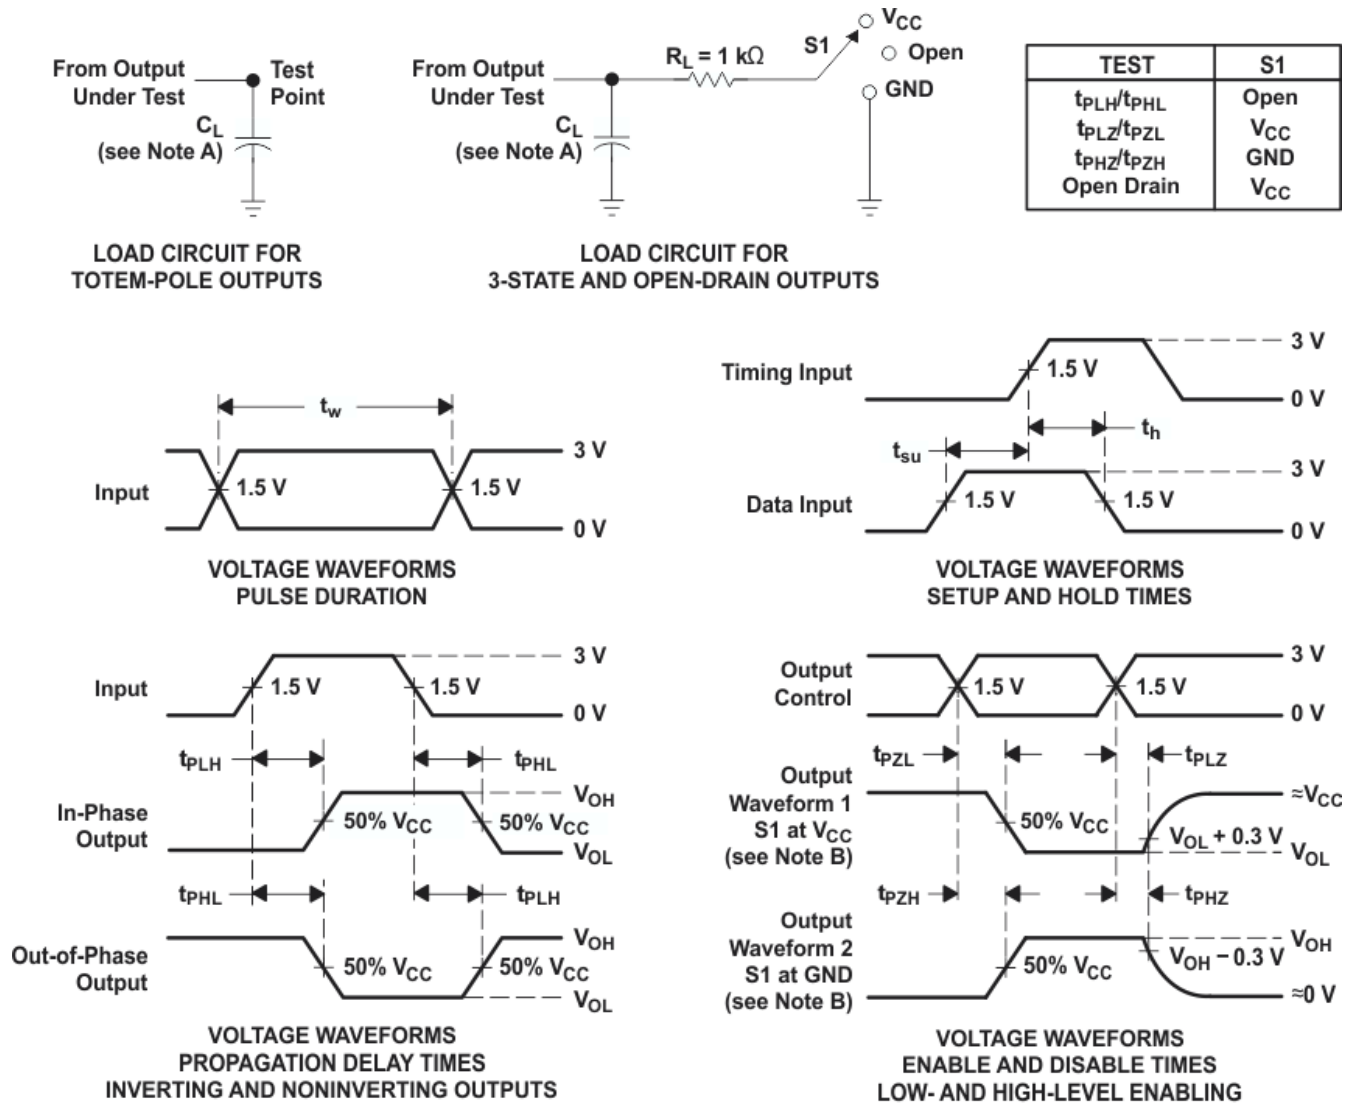 From Output
Under Test
Test
Point
CL
(see Note A)
LOAD CIRCUIT FOR
TOTEM-POLE OUTPUTS
From Output
Under Test
CL
(see Note A)
RL = 1 kΩ
S1
VCC
Open
GND
LOAD CIRCUIT FOR
3-STATE AND OPEN-DRAIN OUTPUTS
TEST S1
tPLH/tPHL Open
tPLZ/tPZL VCC
tPHZ/tPZH GND
Open Drain VCC
tw
3 V
Input
1.5 V
1.5 V
0 V
VOLTAGE WAVEFORMS
PULSE DURATION
3 V
Timing Input
1.5 V
0 V
th
tsu
3 V
Data Input
1.5 V
1.5 V
0 V
VOLTAGE WAVEFORMS
SETUP AND HOLD TIMES
3 V
Input
1.5 V
1.5 V
0 V
tPLH
tPHL
VOH
In-Phase
Output
50% VCC
50% VCC
VOL
tPHL
tPLH
VOH
Out-of-Phase
Output
50% VCC
50% VCC
VOL
VOLTAGE WAVEFORMS
PROPAGATION DELAY TIMES
INVERTING AND NONINVERTING OUTPUTS
3 V
Output
Control
1.5 V
1.5 V
0 V
tPZL
tPLZ
Output
Waveform 1
S1 at VCC
(see Note B)
50% VCC
≈VCC
VOL + 0.3 V
VOL
tPZH
tPHZ
Output
Waveform 2
S1 at GND
(see Note B)
50% VCC
VOH
VOH − 0.3 V
≈0 V
VOLTAGE WAVEFORMS
ENABLE AND DISABLE TIMES
LOW- AND HIGH-LEVEL ENABLING